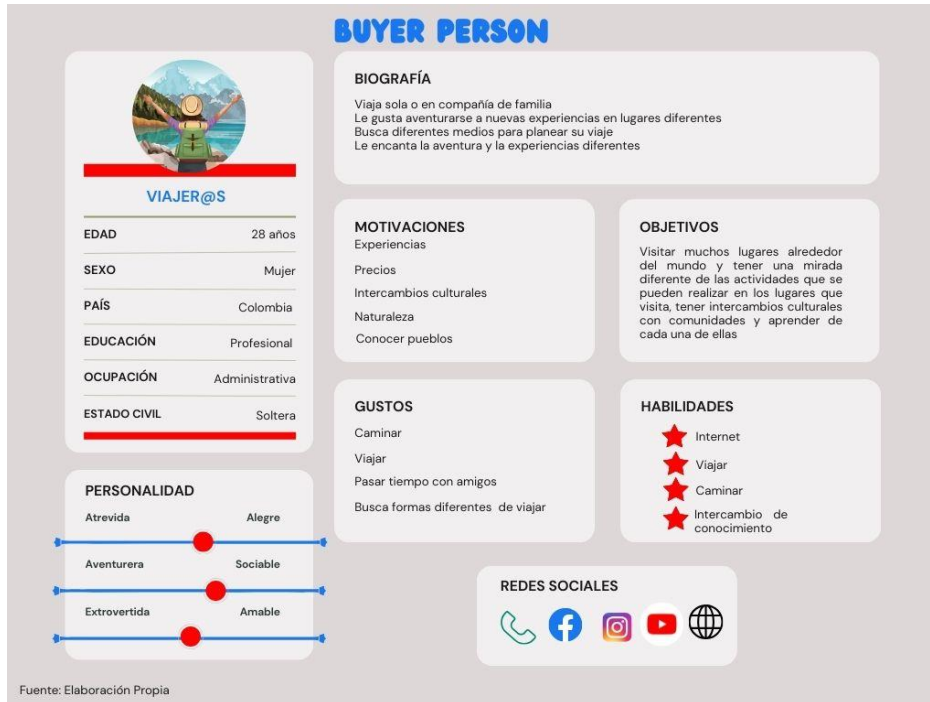 BUYER PERSON
VIAJER@S
EDAD 28 años
SEXO Mujer
PAÍS Colombia
EDUCACIÓN Profesional
OCUPACIÓN Administrativa
ESTADO CIVIL Soltera
PERSONALIDAD
Atrevida Alegre
Aventurera Sociable
Extrovertida Amable
BIOGRAFÍA
Viaja sola o en compañía de familia
Le gusta aventurarse a nuevas experiencias en lugares diferentes
Busca diferentes medios para planear su viaje
Le encanta la aventura y la experiencias diferentes
MOTIVACIONES
Experiencias
Precios
Intercambios culturales
Naturaleza
Conocer pueblos
OBJETIVOS
Visitar muchos lugares alrededor
del mundo y tener una mirada
diferente de las actividades que se
pueden realizar en los lugares que
visita, tener intercambios culturales
con comunidades y aprender de
cada una de ellas
GUSTOS
Caminar
Viajar
Pasar tiempo con amigos
Busca formas diferentes de viajar
HABILIDADES
Internet
Viajar
Caminar
Intercambio de
conocimiento
REDES SOCIALES
Fuente: Elaboración Propia